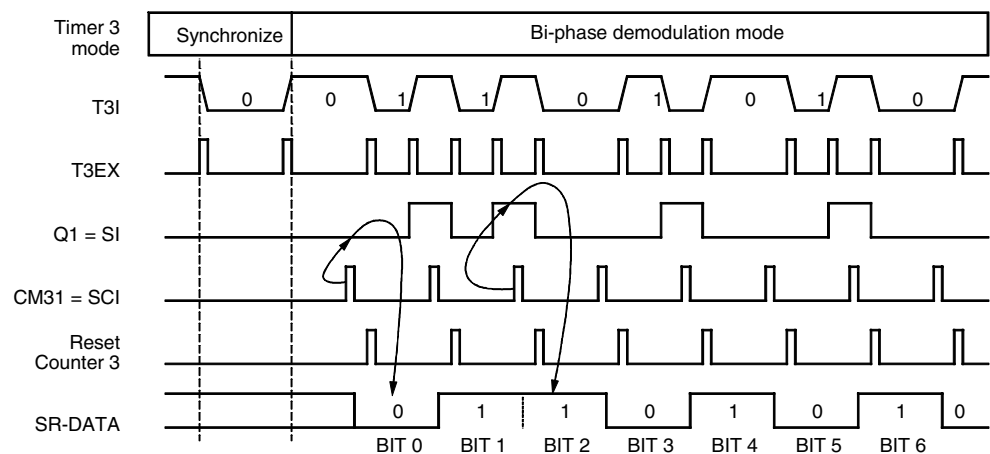 Timer 3
mode
Synchronize
Bi-phase demodulation mode
T3I
0 0 1 1 0 1 0 1 0
T3EX
Q1 = SI
CM31 = SCI
Reset
Counter 3
SR-DATA
0 1 1 0 1 0 1 0
BIT 0 BIT 1 BIT 2 BIT 3 BIT 4 BIT 5 BIT 6